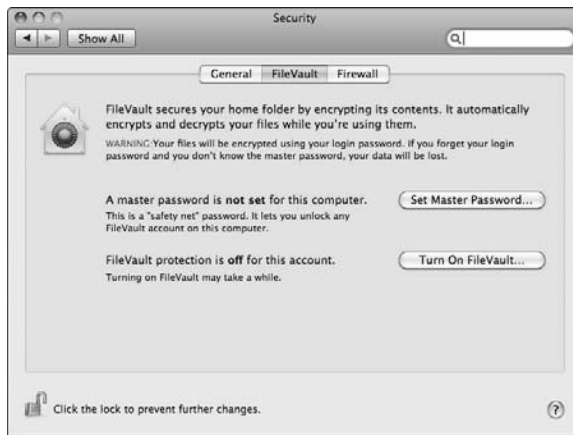 Security
Show All
General FileVault Firewall
FileVault secures your home folder by encrypting its contents. It automatically
encrypts and decrypts your files while you're using them.
WARNING: Your files will be encrypted using your login password. If you forget your login
password and you don't know the master password, your data will be lost.
A master password is not set for this computer.
Set Master Password...
This is a "safety net" password. It lets you unlock any
FileVault account on this computer.
FileVault protection is off for this account.
Turn On FileVault...
Turning on FileVault may take a while.
Click the lock to prevent further changes.
?